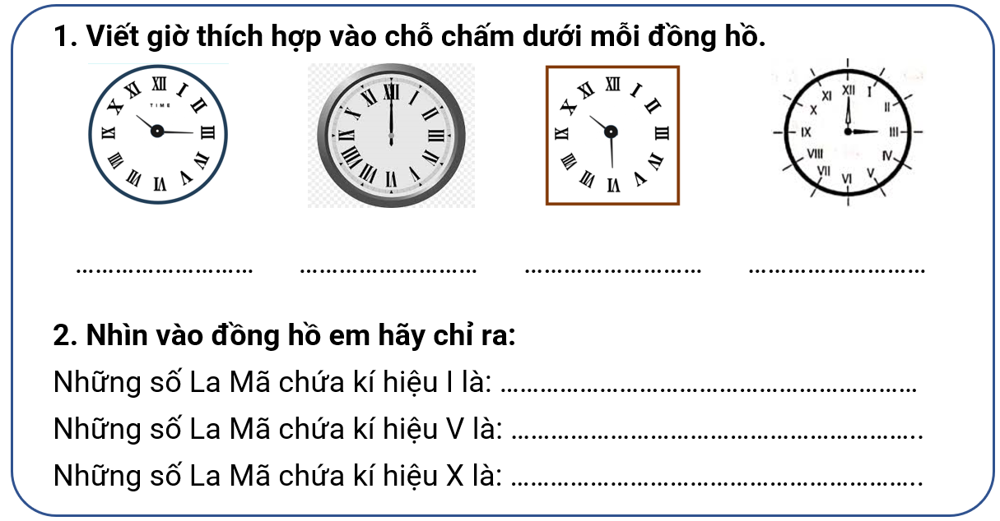 1. Viết giờ thích hợp vào chỗ chấm dưới mỗi đồng hồ.
XII I II III IV V VI VII VIII IX X XI
TIME
XII I II III IV V VI VII VIII IX X XI
XII I II III IV V VI VII VIII IX X XI
XII I II III IV V VI VII VIII IX X XI
........................... ........................... ........................... ...........................
2. Nhìn vào đồng hồ em hãy chỉ ra:
Những số La Mã chứa kí hiệu I là: ...............................................................
Những số La Mã chứa kí hiệu V là: ..............................................................
Những số La Mã chứa kí hiệu X là: ..............................................................